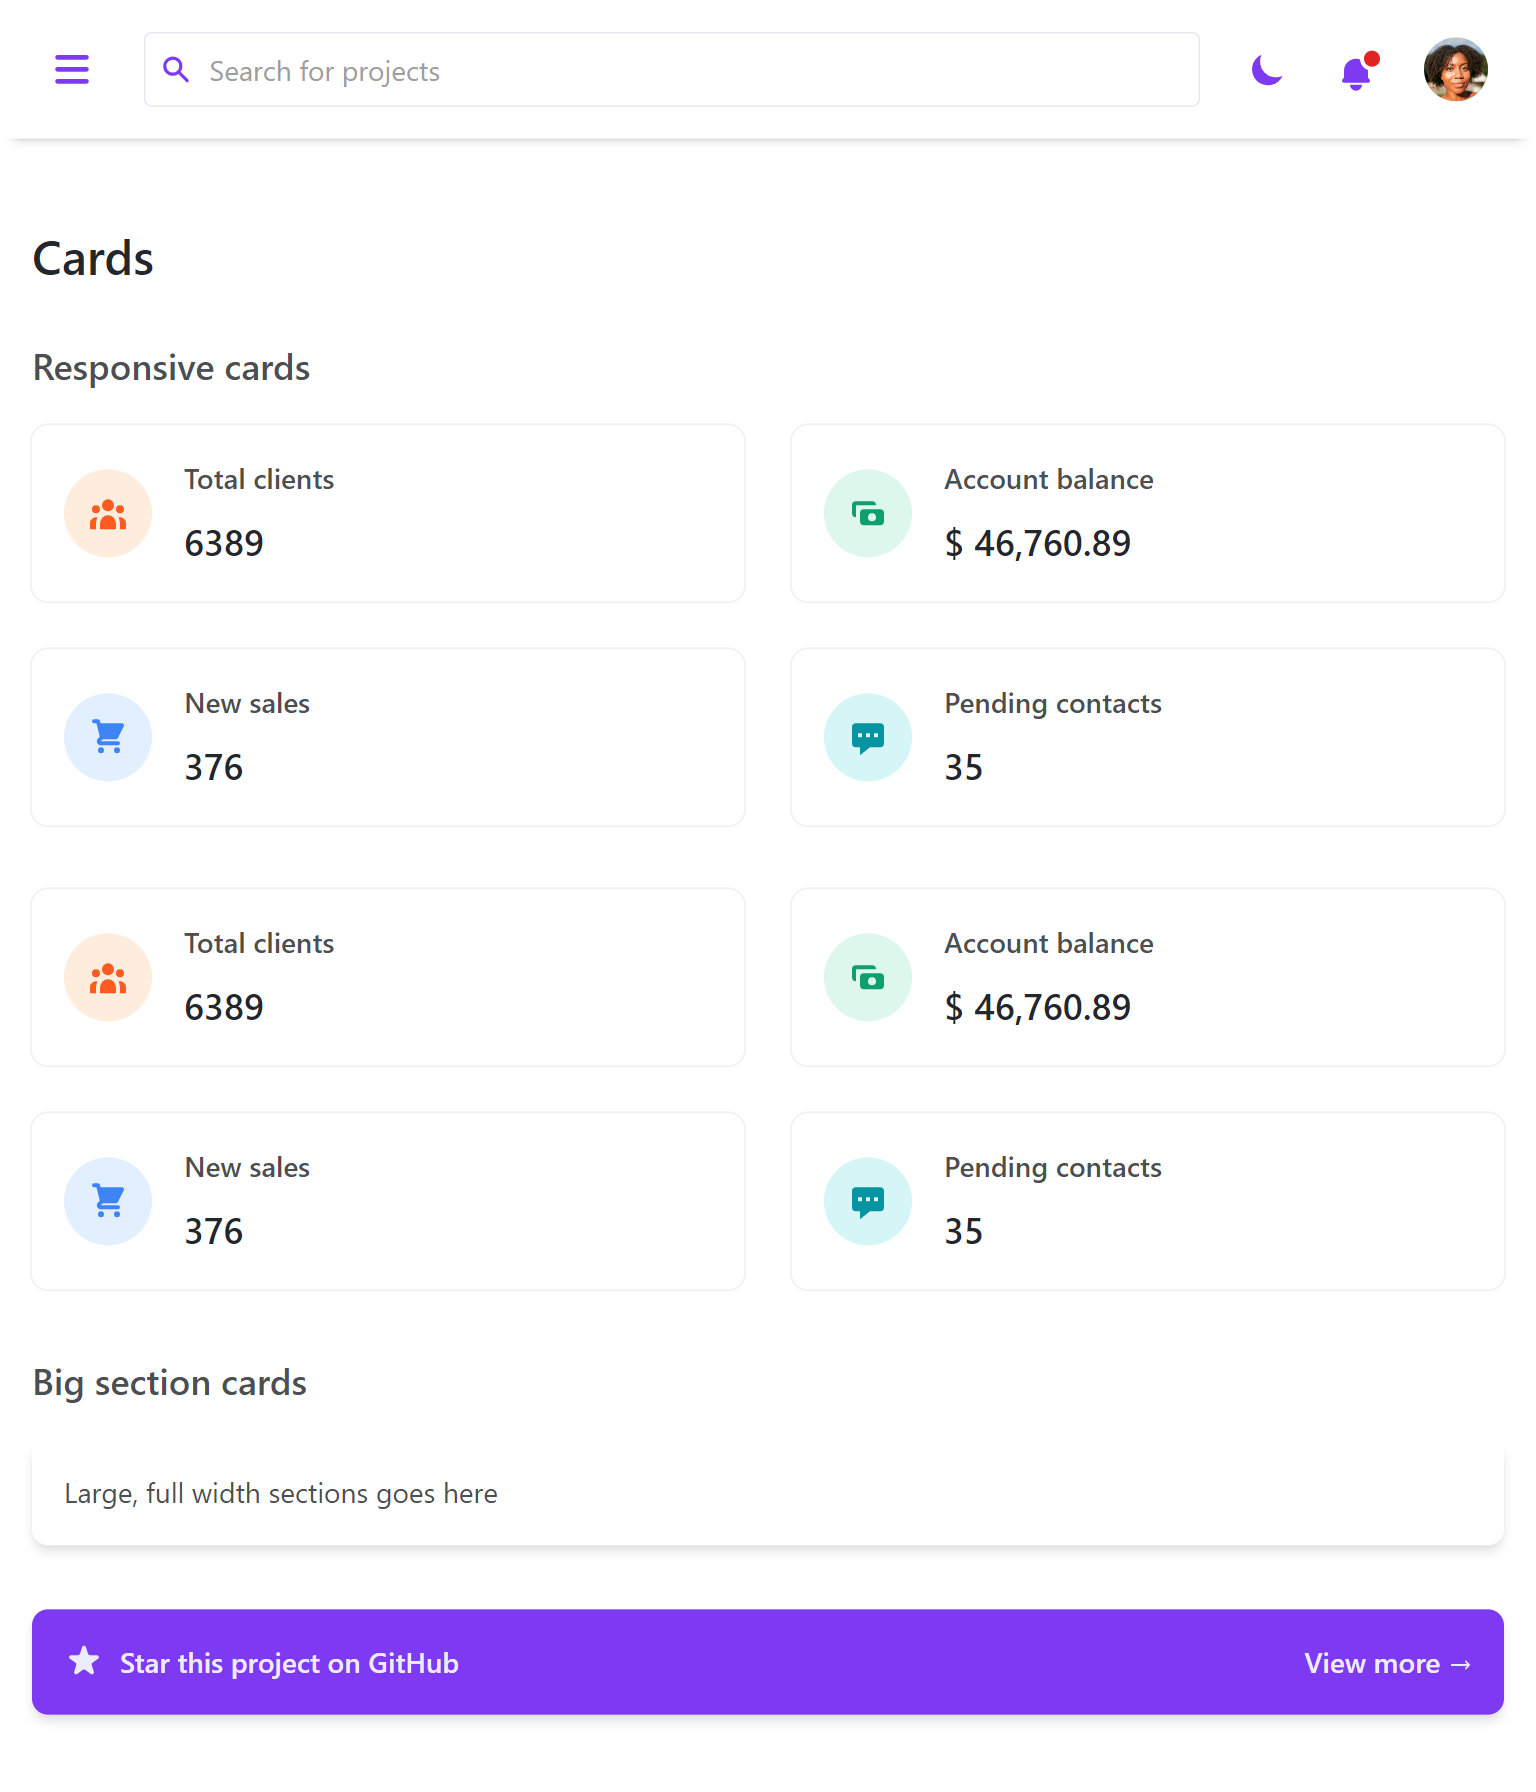 Search for projects
Cards
Responsive cards
Total clients
6389
Account balance
$ 46,760.89
New sales
376
Pending contacts
35
Total clients
6389
Account balance
$ 46,760.89
New sales
376
Pending contacts
35
Big section cards
Large, full width sections goes here
Star this project on GitHub
View more →